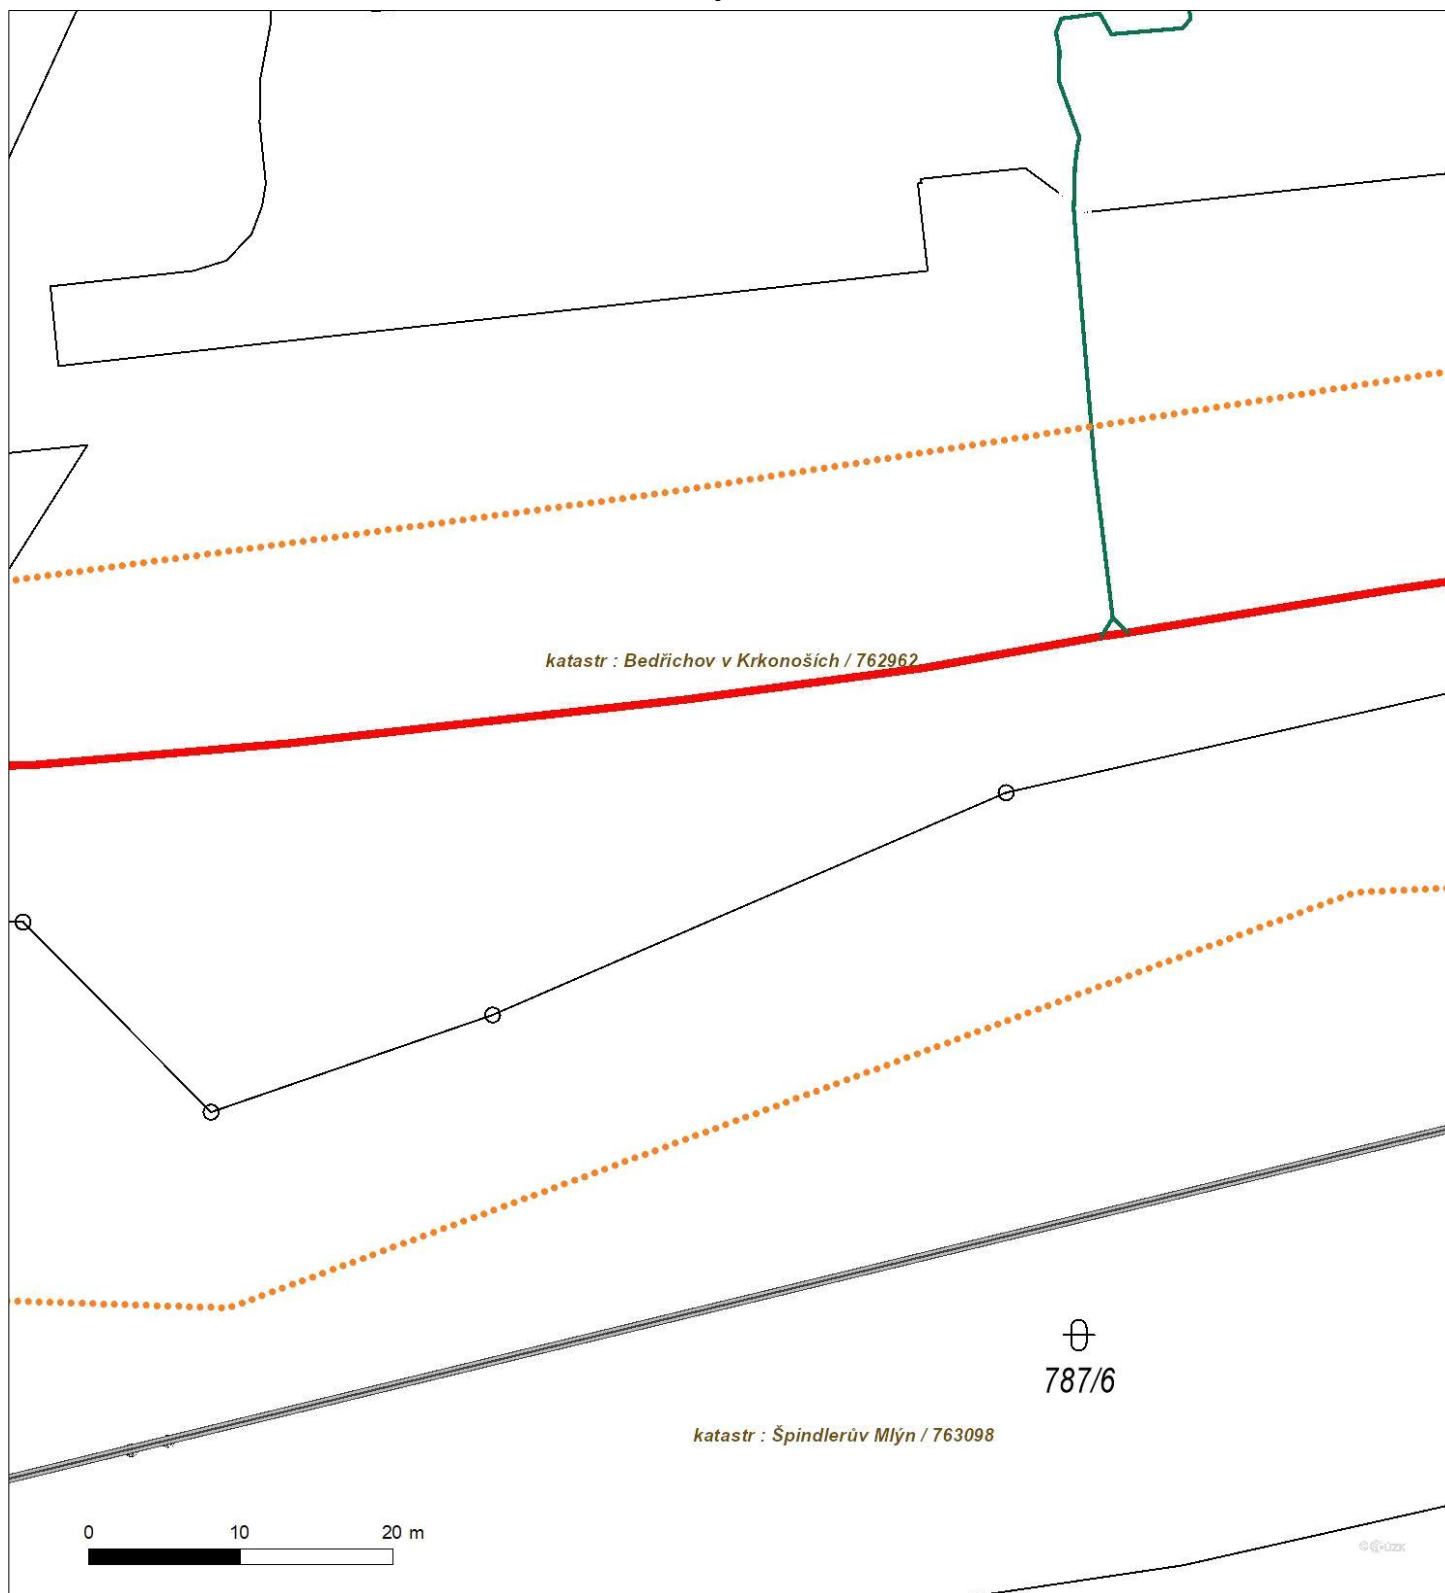 katastr : Bedřichov v Krkonoších / 762962
787/6
katastr : Špindlerův Mlýn / 763098
0 10 20 m